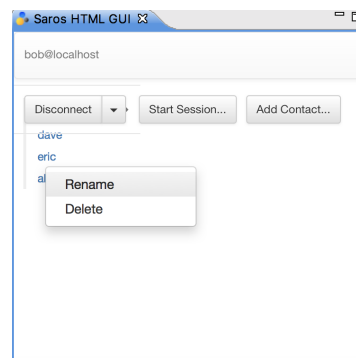 Saros HTML GUI
bob@localhost
Disconnect Start Session... Add Contact...
dave
eric
Rename
Delete